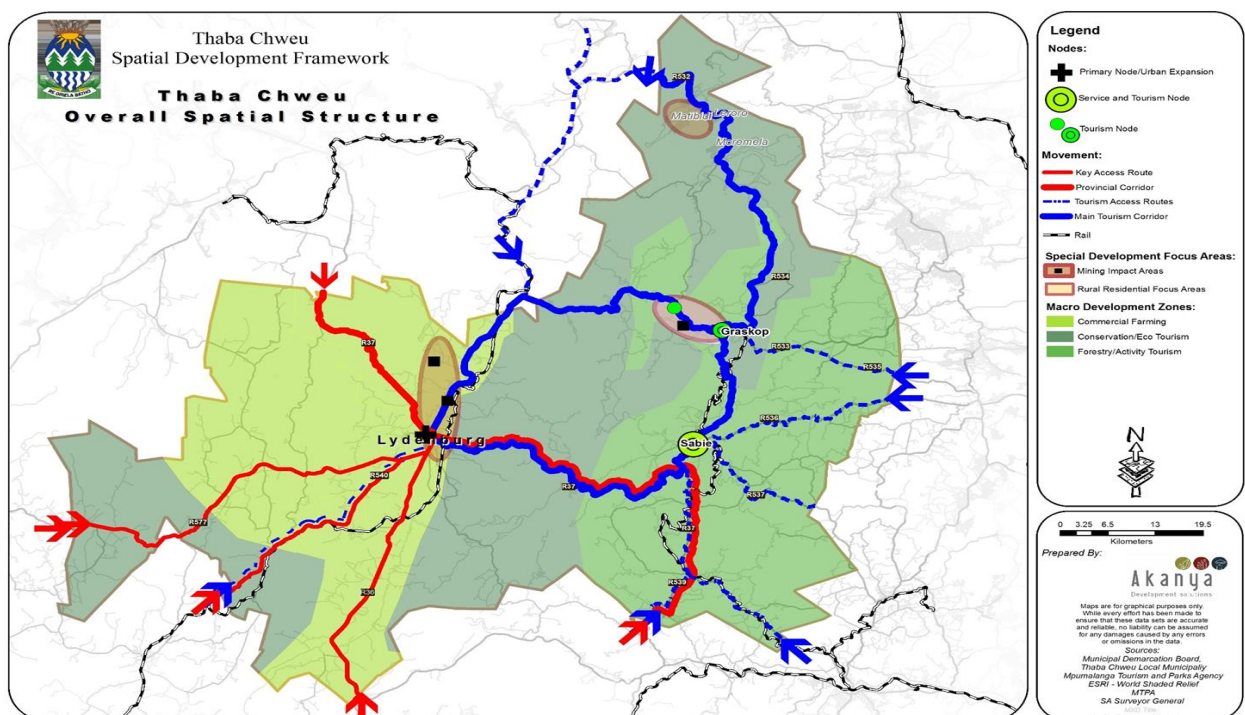 Thaba Chweu
Spatial Development Framework
Thaba Chweu
Overall Spatial Structure
R532
Leroro
Matibidi
Moremela
R534
R37
Graskop
R533
R535
R536
Lydenburg
Sabie
R540
R37
R537
R577
R37
R539
R36
Legend
Nodes:
Primary Node/Urban Expansion
Service and Tourism Node
Tourism Node
Movement:
Key Access Route
Provincial Corridor
Tourism Access Routes
Main Tourism Corridor
Rail
Special Development Focus Areas:
Mining Impact Areas
Rural Residential Focus Areas
Macro Development Zones:
Commercial Farming
Conservation/Eco Tourism
Forestry/Activity Tourism
N
0 3.25 6.5 13 19.5
Kilometers
Prepared By:
Akanya
Development solutions
Maps are for graphical purposes only.
While every effort has been made to
ensure that these data sets are accurate
and reliable, no liability can be assumed
for any damages caused by any errors
or omissions in the data.
Sources:
Municipal Demarcation Board,
Thaba Chweu Local Municipaliy
Mpumalanga Tourism and Parks Agency
ESRI - World Shaded Relief
MTPA
SA Surveyor General